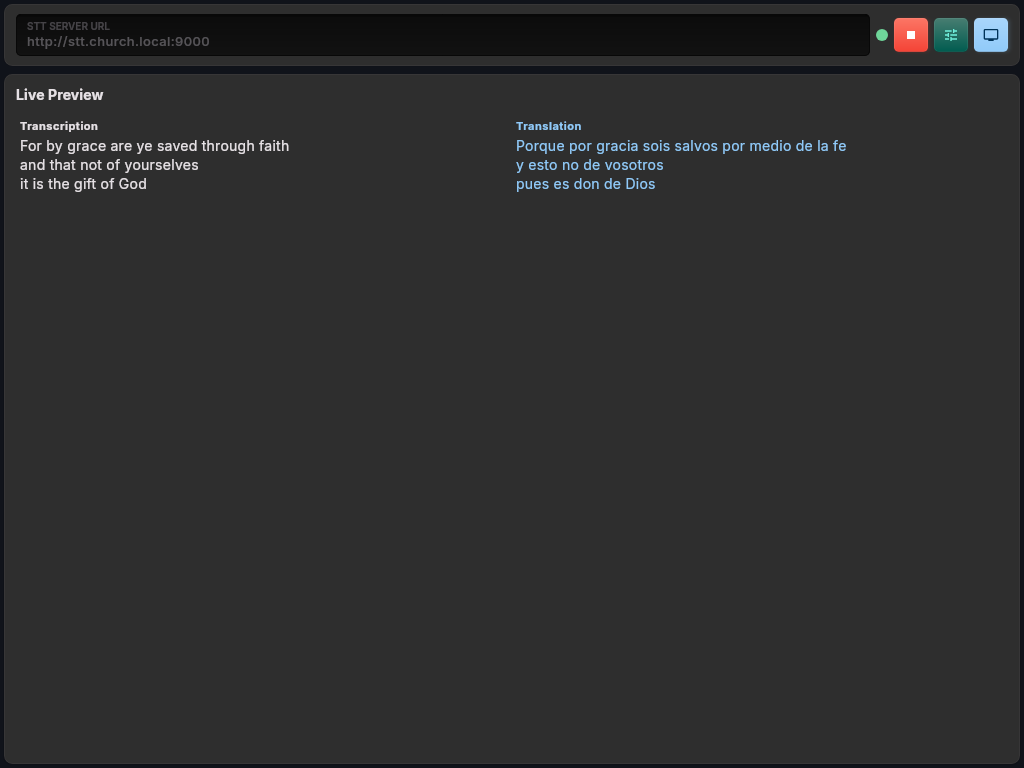 STT SERVER URL
http://stt.church.local:9000
Live Preview
Transcription
For by grace are ye saved through faith
and that not of yourselves
it is the gift of God
Translation
Porque por gracia sois salvos por medio de la fe
y esto no de vosotros
pues es don de Dios